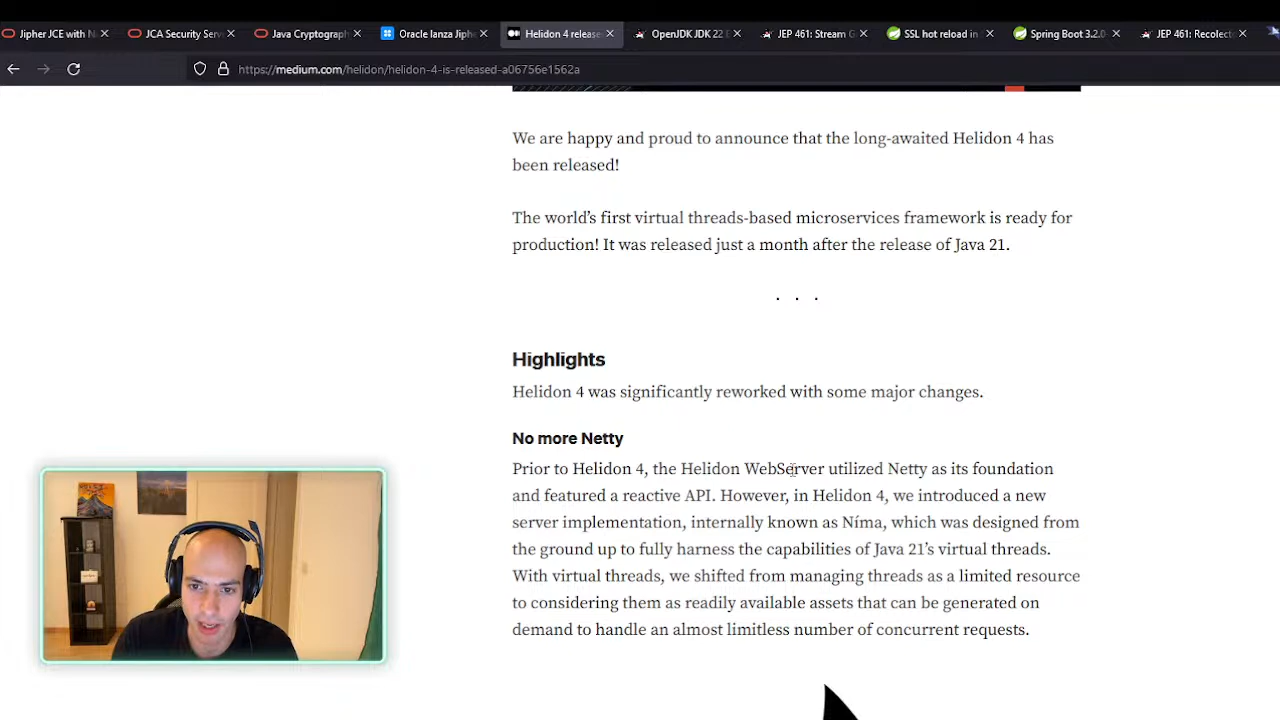 Jipher JCE with N
JCA Security Serv
Java Cryptograph
Oracle lanza Jiphe
Helidon 4 release
OpenJDK JDK 22 E
JEP 461: Stream G
SSL hot reload in
Spring Boot 3.2.0
JEP 461: Recolect
https://medium.com/helidon/helidon-4-is-released-a06756e1562a
We are happy and proud to announce that the long-awaited Helidon 4 has
been released!
The world’s first virtual threads-based microservices framework is ready for
production! It was released just a month after the release of Java 21.
. . .
Highlights
Helidon 4 was significantly reworked with some major changes.
No more Netty
Prior to Helidon 4, the Helidon WebServer utilized Netty as its foundation
and featured a reactive API. However, in Helidon 4, we introduced a new
server implementation, internally known as Níma, which was designed from
the ground up to fully harness the capabilities of Java 21’s virtual threads.
With virtual threads, we shifted from managing threads as a limited resource
to considering them as readily available assets that can be generated on
demand to handle an almost limitless number of concurrent requests.